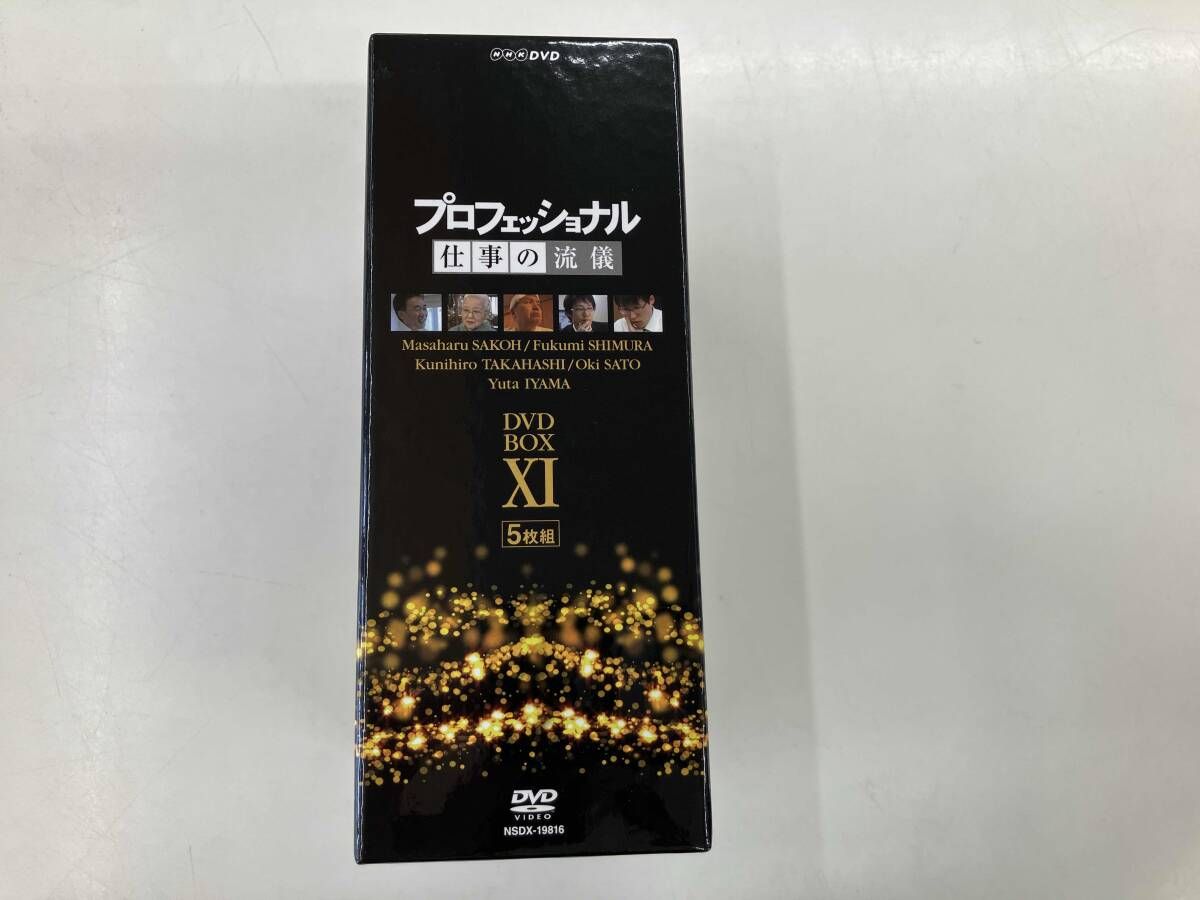 NHK DVD
プロフェッショナル
仕事の流儀
Masaharu SAKOH/Fukumi SHIMURA
Kunihiro TAKAHASHI/Oki SATO
Yuta IYAMA
DVD
BOX
XI
5枚組
DVD
VIDEO
NSDX-19816